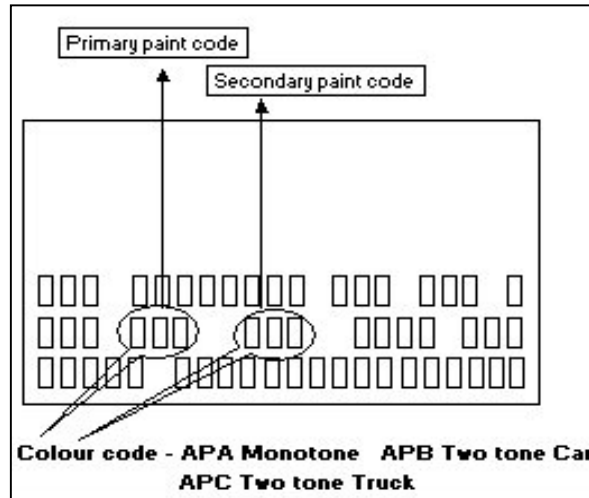 Primary paint code
Secondary paint code
Colour code - APA Monotone APB Two tone Car
APC Two tone Truck